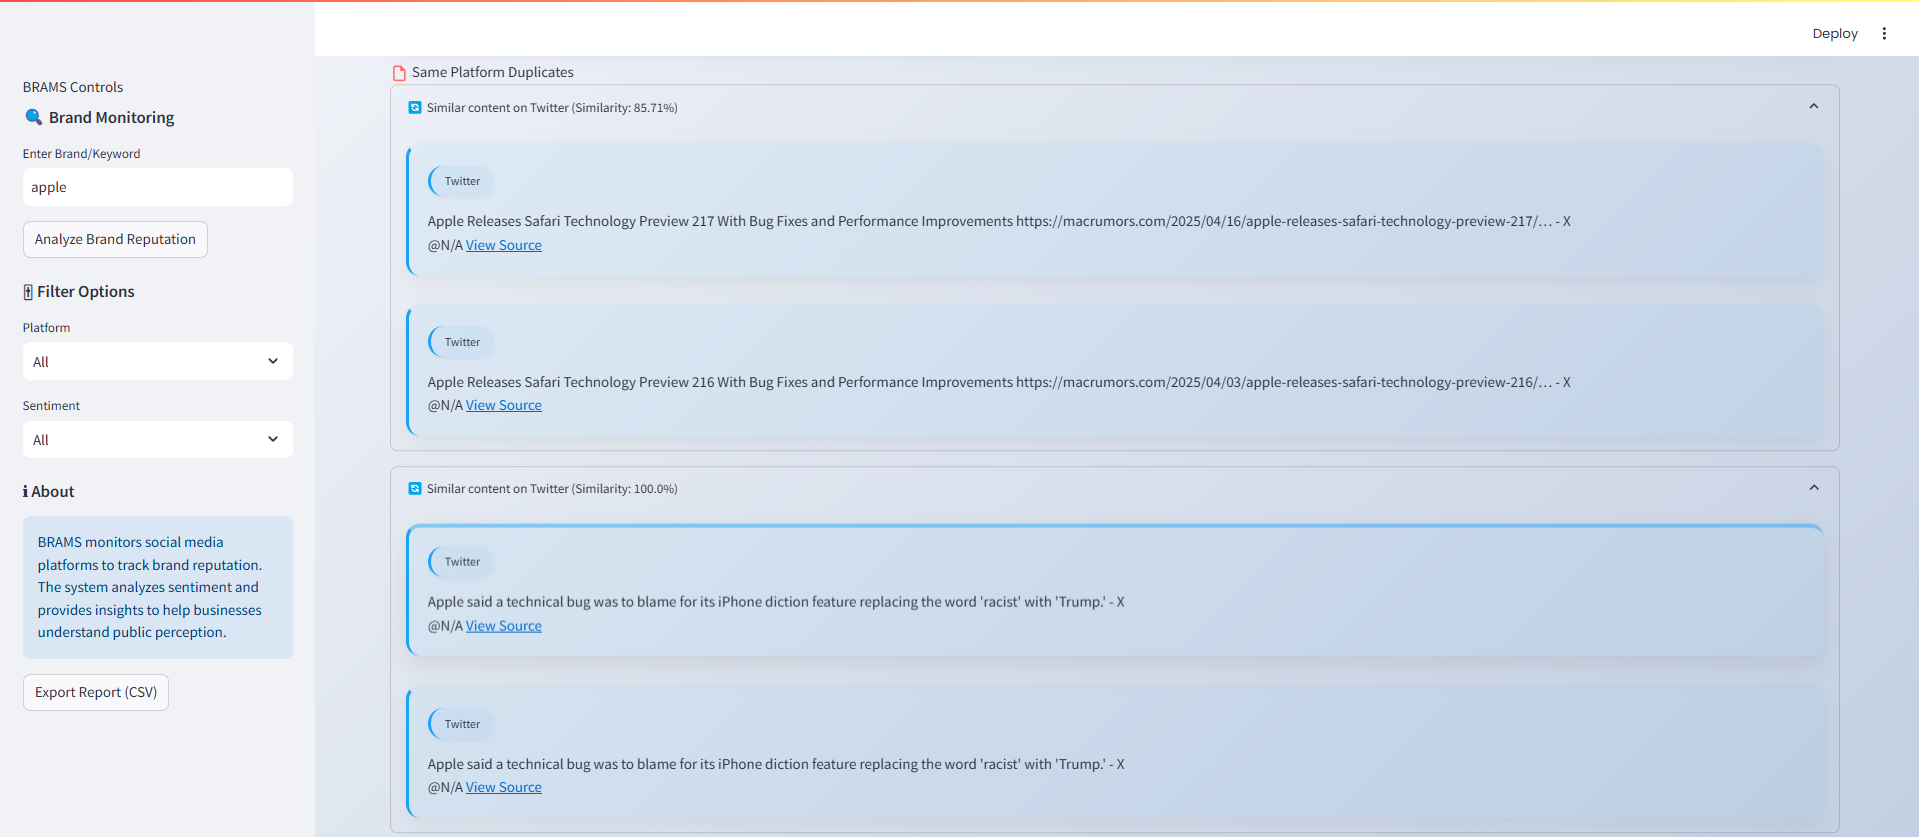 Deploy
BRAMS Controls
Brand Monitoring
Enter Brand/Keyword
apple
Analyze Brand Reputation
Filter Options
Platform
All
Sentiment
All
About
BRAMS monitors social media
platforms to track brand reputation.
The system analyzes sentiment and
provides insights to help businesses
understand public perception.
Export Report (CSV)
Same Platform Duplicates
Similar content on Twitter (Similarity: 85.71%)
Twitter
Apple Releases Safari Technology Preview 217 With Bug Fixes and Performance Improvements https://macrumors.com/2025/04/16/apple-releases-safari-technology-preview-217/… - X
@N/A View Source
Twitter
Apple Releases Safari Technology Preview 216 With Bug Fixes and Performance Improvements https://macrumors.com/2025/04/03/apple-releases-safari-technology-preview-216/… - X
@N/A View Source
Similar content on Twitter (Similarity: 100.0%)
Twitter
Apple said a technical bug was to blame for its iPhone diction feature replacing the word 'racist' with 'Trump.' - X
@N/A View Source
Twitter
Apple said a technical bug was to blame for its iPhone diction feature replacing the word 'racist' with 'Trump.' - X
@N/A View Source